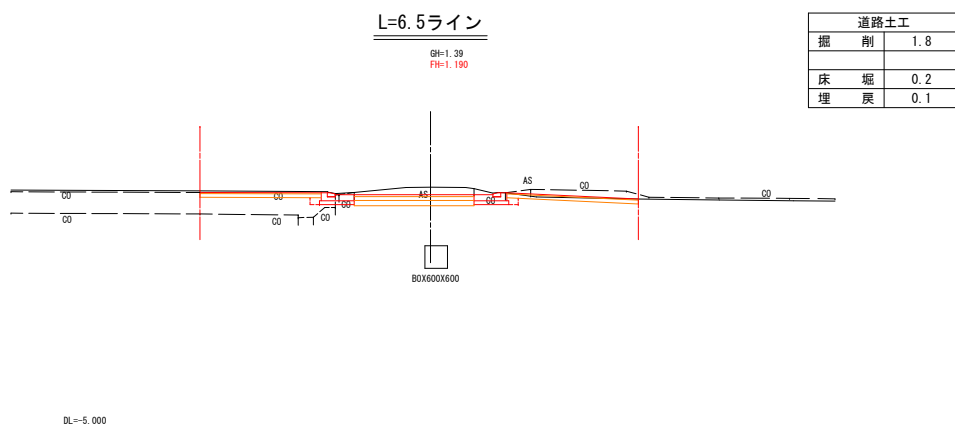 L=6.5ライン
GH=1.39
FH=1.190
道路土工
掘 削 1.8
床 堀 0.2
埋 戻 0.1
AS
CO
CO
CO
CO
AS
CO
CO
CO
CO
CO
CO
BOX600X600
DL=-5.000